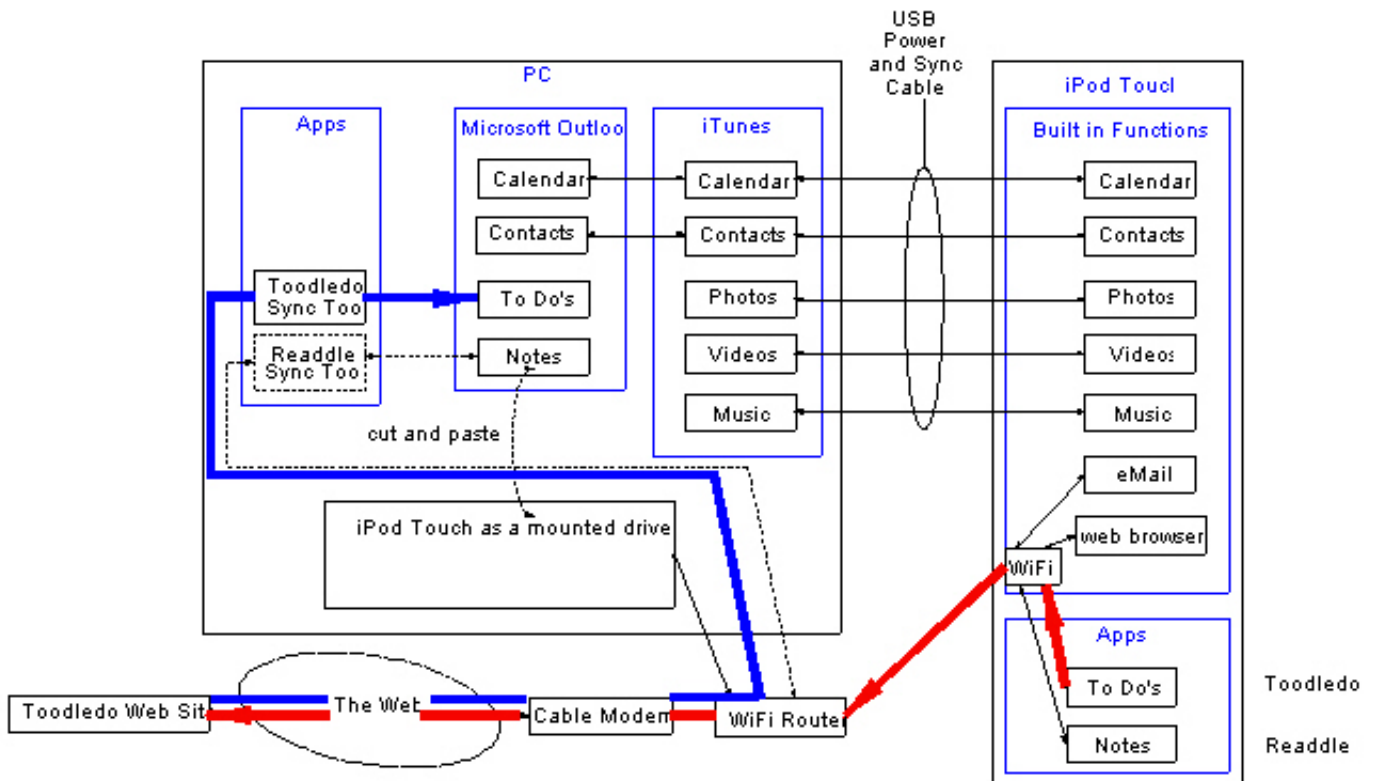 USB
Power
and Sync
Cable
PC
iPod Toucl
Apps
Microsoft Outloo
iTunes
Built in Functions
Calendar
Calendar
Calendar
Contacts
Contacts
Contacts
Toodledo
Sync Too
To Do's
Photos
Photos
Readdle
Sync Too
Notes
Videos
Videos
Music
Music
cut and paste
eMail
iPod Touch as a mounted drive
web browser
WiFi
Apps
To Do's
Toodledo
Toodledo Web Sit
The Web
Cable Modem
WiFi Router
Notes
Readdle